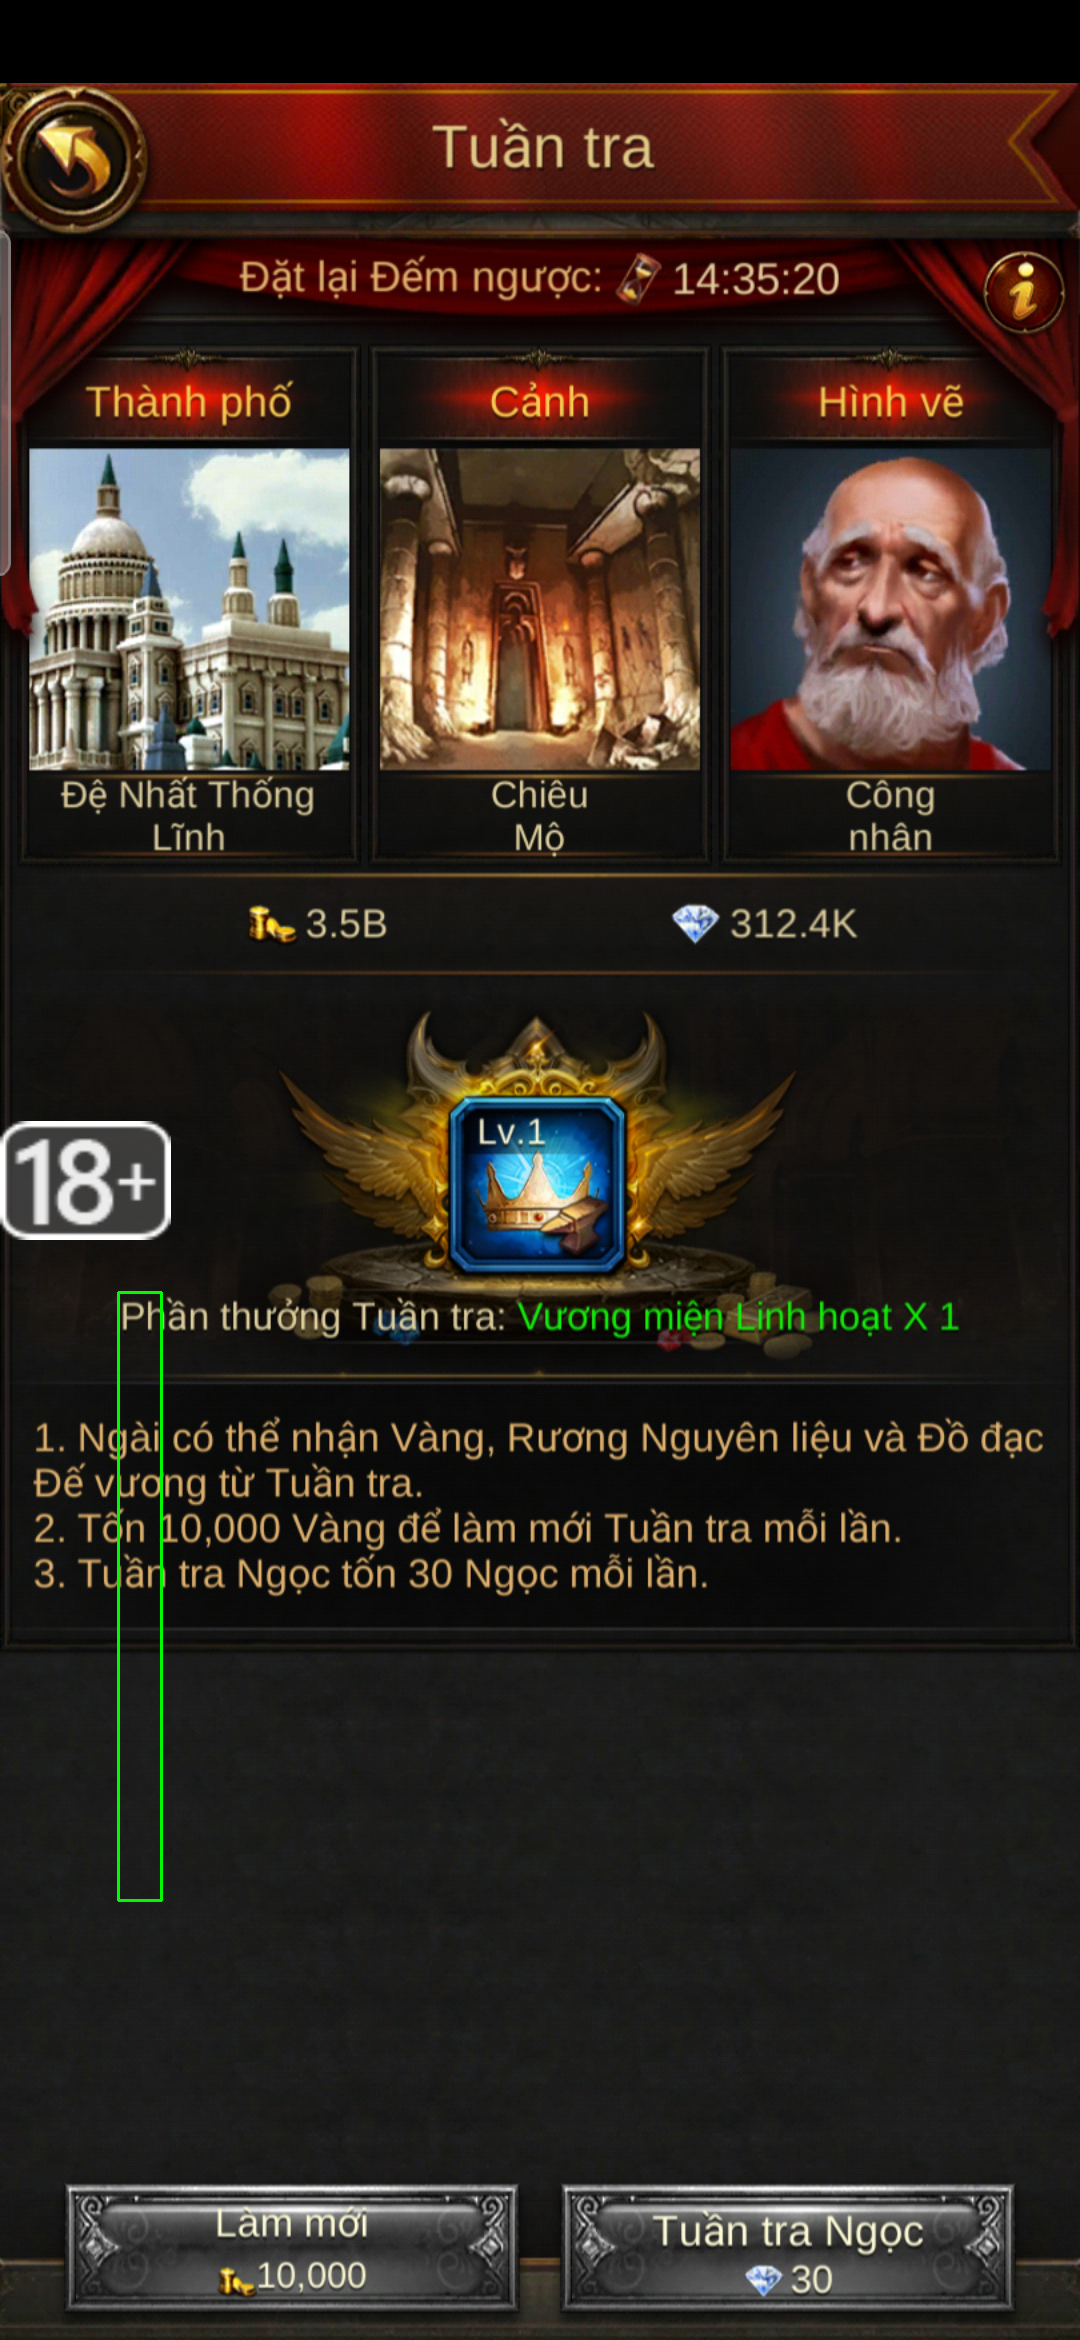 Tuần tra
Đặt lại Đếm ngược: 14:35:20
Thành phố
Cảnh
Hình vẽ
Đệ Nhất Thống
Lĩnh
Chiêu
Mộ
Công
nhân
3.5B
312.4K
Lv.1
18+
Phần thưởng Tuần tra: Vương miện Linh hoạt X 1
1. Ngài có thể nhận Vàng, Rương Nguyên liệu và Đồ đạc
Đế vương từ Tuần tra.
2. Tốn 10,000 Vàng để làm mới Tuần tra mỗi lần.
3. Tuần tra Ngọc tốn 30 Ngọc mỗi lần.
Làm mới
10,000
Tuần tra Ngọc
30